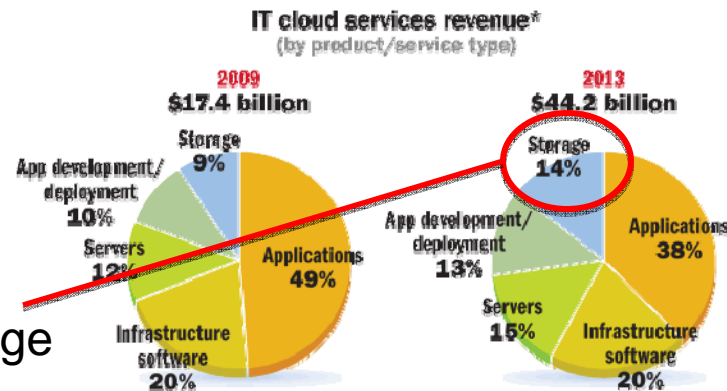 IT cloud services revenue*
(by product/service type)
2009
$17.4 billion
Storage
9%
App development/
deployment
10%
Servers
12%
Infrastructure
software
20%
Applications
49%
2013
$44.2 billion
Storage
14%
App development/
deployment
13%
Servers
15%
Infrastructure
software
20%
Applications
38%
ge